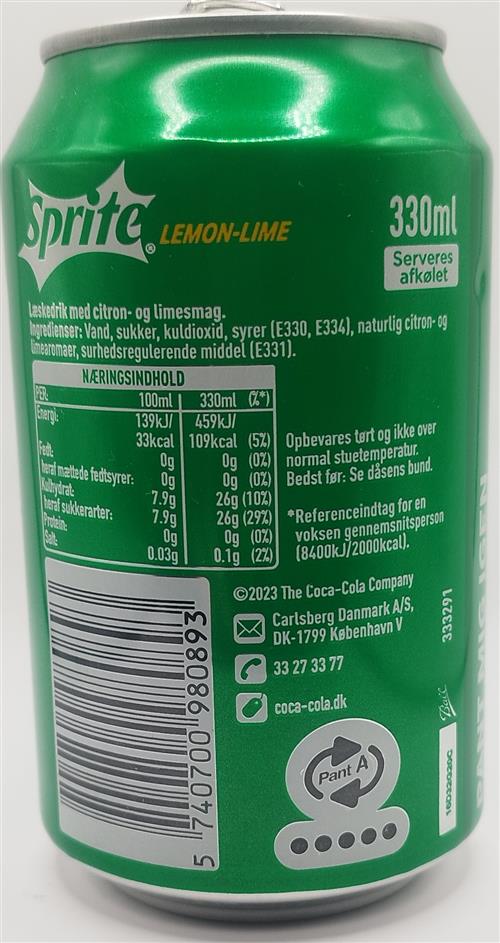 Sprite® LEMON-LIME
330ml
Serveres
afkølet
Læskedrik med citron- og limesmag.
Ingredienser: Vand, sukker, kuldioxid, syrer (E330, E334), naturlig citron- og
limearomaer, surhedsregulerende middel (E331).
NÆRINGSINDHOLD
PER: 100ml 330ml (%*)
Energi: 139kJ/ 459kJ/
33kcal 109kcal (5%)
Fedt: 0g 0g (0%)
heraf mættede fedtsyrer: 0g 0g (0%)
Kulhydrat: 7.9g 26g (10%)
heraf sukkerarter: 7.9g 26g (29%)
Protein: 0g 0g (0%)
Salt: 0.03g 0.1g (2%)
Opbevares tørt og ikke over
normal stuetemperatur.
Bedst før: Se dåsens bund.
*Referenceindtag for en
voksen gennemsnitsperson
(8400kJ/2000kcal).
©2023 The Coca-Cola Company
Carlsberg Danmark A/S,
DK-1799 København V
33 27 33 77
coca-cola.dk
5 740700 980893
Pant A
333291
Ball
PANT MIG IGEN